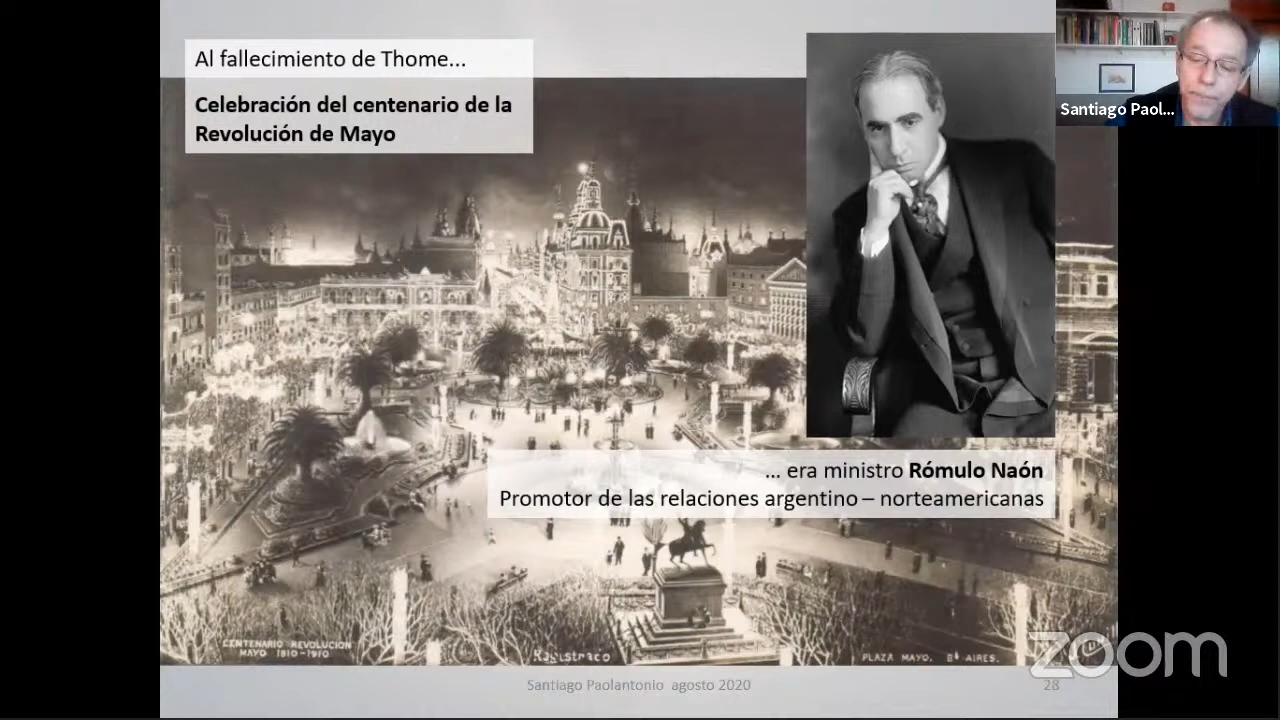 Al fallecimiento de Thome...
Celebración del centenario de la
Revolución de Mayo
Santiago Paol...
... era ministro Rómulo Naón
Promotor de las relaciones argentino – norteamericanas
CENTENARIO REVOLUCION
MAYO 1810-1910
PLAZA MAYO. Bs AIRES.
zoom
Santiago Paolantonio agosto 2020
28